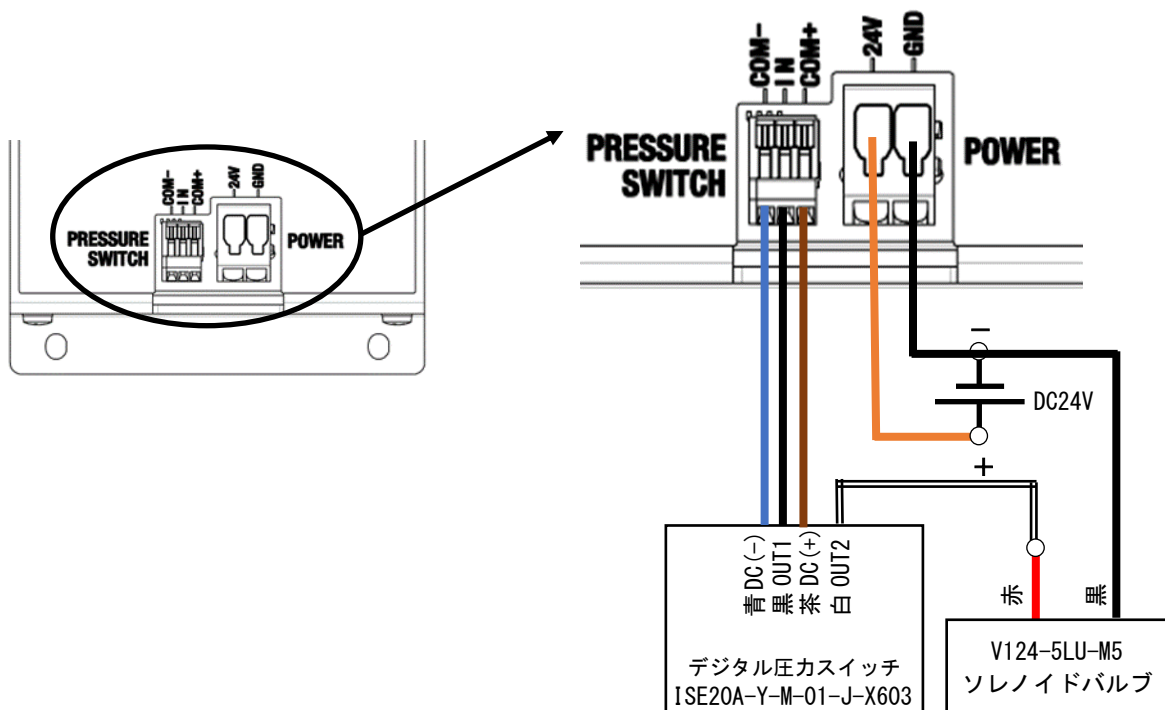 COM-
IN
COM+
24V
GND
PRESSURE
SWITCH
POWER
COM-
IN
COM+
24V
GND
PRESSURE
SWITCH
POWER
-
DC24V
+
青 DC(-)
黒 OUT1
茶 DC(+)
白 OUT2
デジタル圧力スイッチ
ISE20A-Y-M-01-J-X603
赤
黒
V124-5LU-M5
ソレノイドバルブ